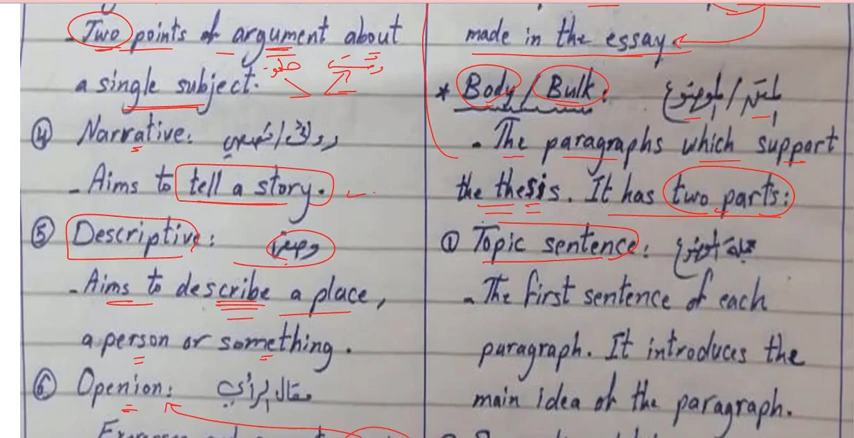 - Two points of argument about
a single subject.
④ Narrative: روائي / قصصي
- Aims to tell a story.
⑤ Descriptive: وصفي
- Aims to describe a place,
a person or something.
⑥ Openion: مقال الرأي
made in the essay
* Body / Bulk: المتن / الموضوع
- The paragraphs which support
the thesis. It has two parts:
① Topic sentence: جملة الموضوع
- The first sentence of each
paragraph. It introduces the
main idea of the paragraph.